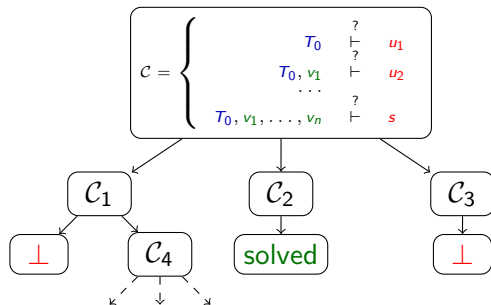 T₀ ⊢? u₁
T₀, v₁ ⊢? u₂
C = { ...
T₀, v₁, ..., vₙ ⊢? s
C₁ C₂ C₃
⊥ C₄ solved ⊥